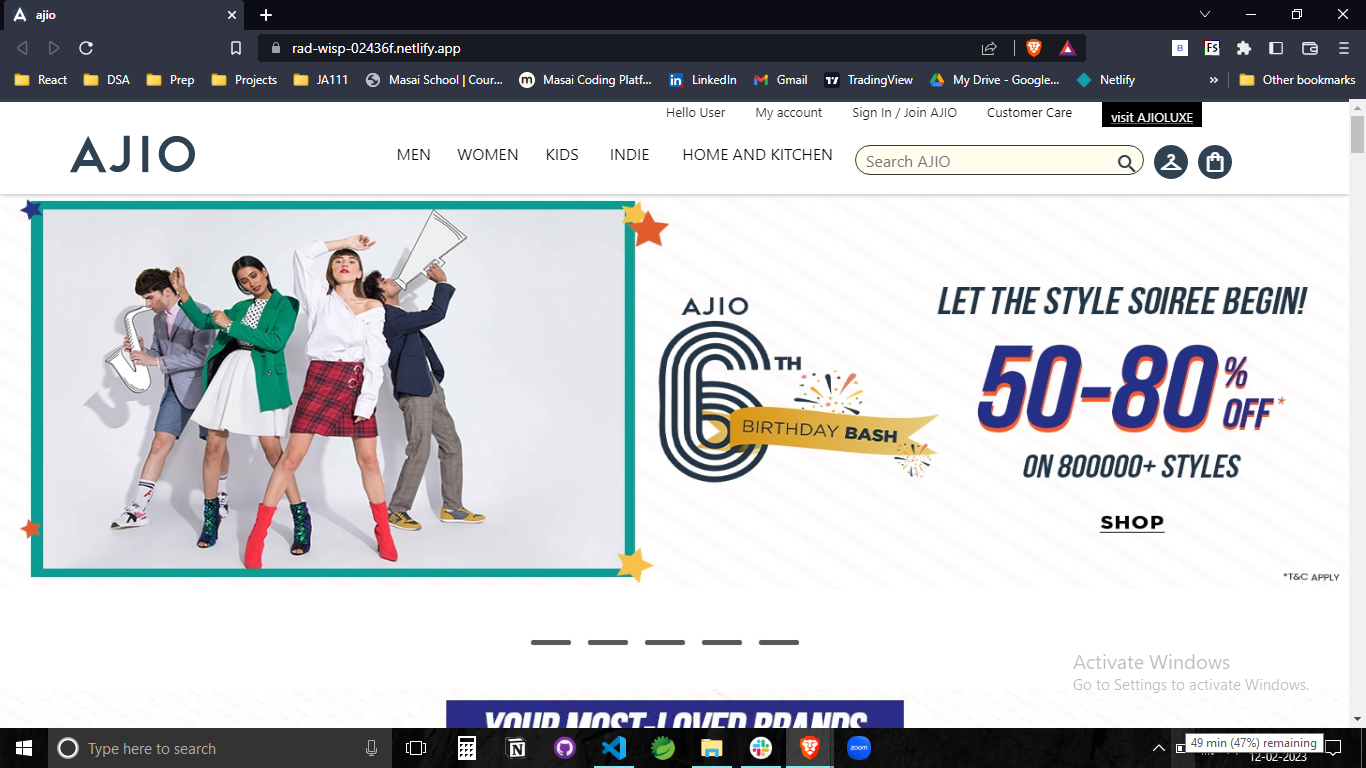 ajio
rad-wisp-02436f.netlify.app
React DSA Prep Projects JA111 Masai School | Cour... Masai Coding Platf... LinkedIn Gmail TradingView My Drive - Google... Netlify » Other bookmarks
Hello User My account Sign In / Join AJIO Customer Care visit AJIOLUXE
AJIO MEN WOMEN KIDS INDIE HOME AND KITCHEN Search AJIO
AJIO
6TH
BIRTHDAY BASH
LET THE STYLE SOIREE BEGIN!
50-80% OFF*
ON 800000+ STYLES
SHOP
*T&C APPLY
Activate Windows
Go to Settings to activate Windows.
YOUR MOST-LOVED BRANDS
Type here to search
zoom
49 min (47%) remaining
12-02-2023